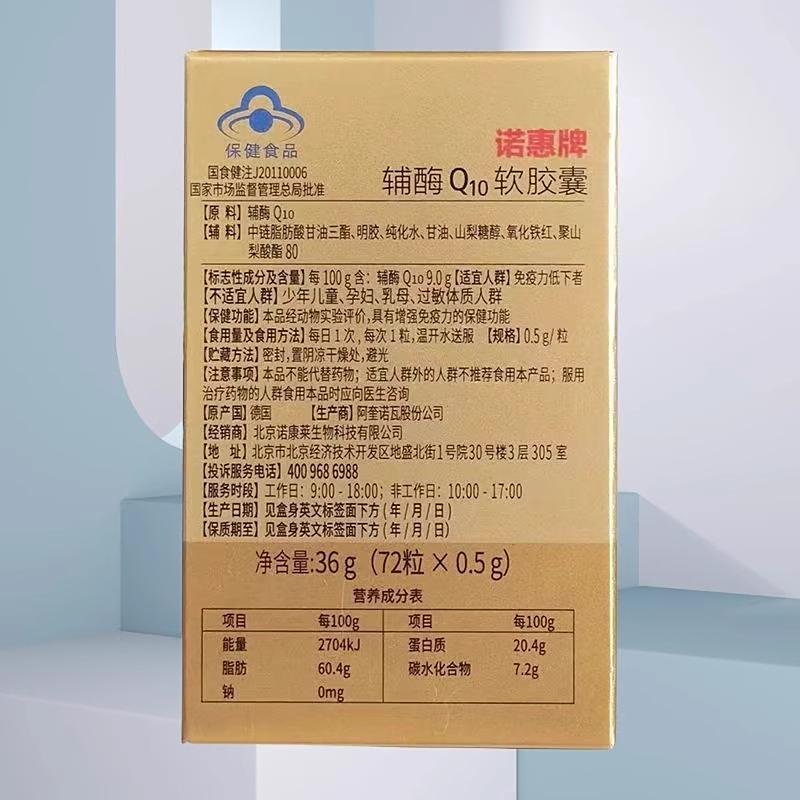 保健食品
国食健注J20110006
国家市场监督管理总局批准
诺惠牌
辅酶 Q10 软胶囊
【原 料】辅酶 Q10
【辅 料】中链脂肪酸甘油三酯、明胶、纯化水、甘油、山梨糖醇、氧化铁红、聚山
梨酸酯 80
【标志性成分及含量】每 100 g 含：辅酶 Q10 9.0 g【适宜人群】免疫力低下者
【不适宜人群】少年儿童、孕妇、乳母、过敏体质人群
【保健功能】本品经动物实验评价,具有增强免疫力的保健功能
【食用量及食用方法】每日 1 次 , 每次 1 粒,温开水送服 【规格】0.5 g/ 粒
【贮藏方法】密封,置阴凉干燥处,避光
【注意事项】本品不能代替药物；适宜人群外的人群不推荐食用本产品；服用
治疗药物的人群食用本品时应向医生咨询
【原产国】德国 【生产商】阿奎诺瓦股份公司
【经销商】北京诺康莱生物科技有限公司
【地 址】北京市北京经济技术开发区地盛北街1号院30号楼3层 305 室
【投诉服务电话】400 968 6988
【服务时段】工作日：9:00 - 18:00；非工作日：10:00 - 17:00
【生产日期】见盒身英文标签面下方 ( 年 / 月 / 日 )
【保质期至】见盒身英文标签面下方 ( 年 / 月 / 日 )
净含量:36 g（72粒 × 0.5 g）
营养成分表
项目 每100g 项目 每100g
能量 2704kJ 蛋白质 20.4g
脂肪 60.4g 碳水化合物 7.2g
钠 0mg